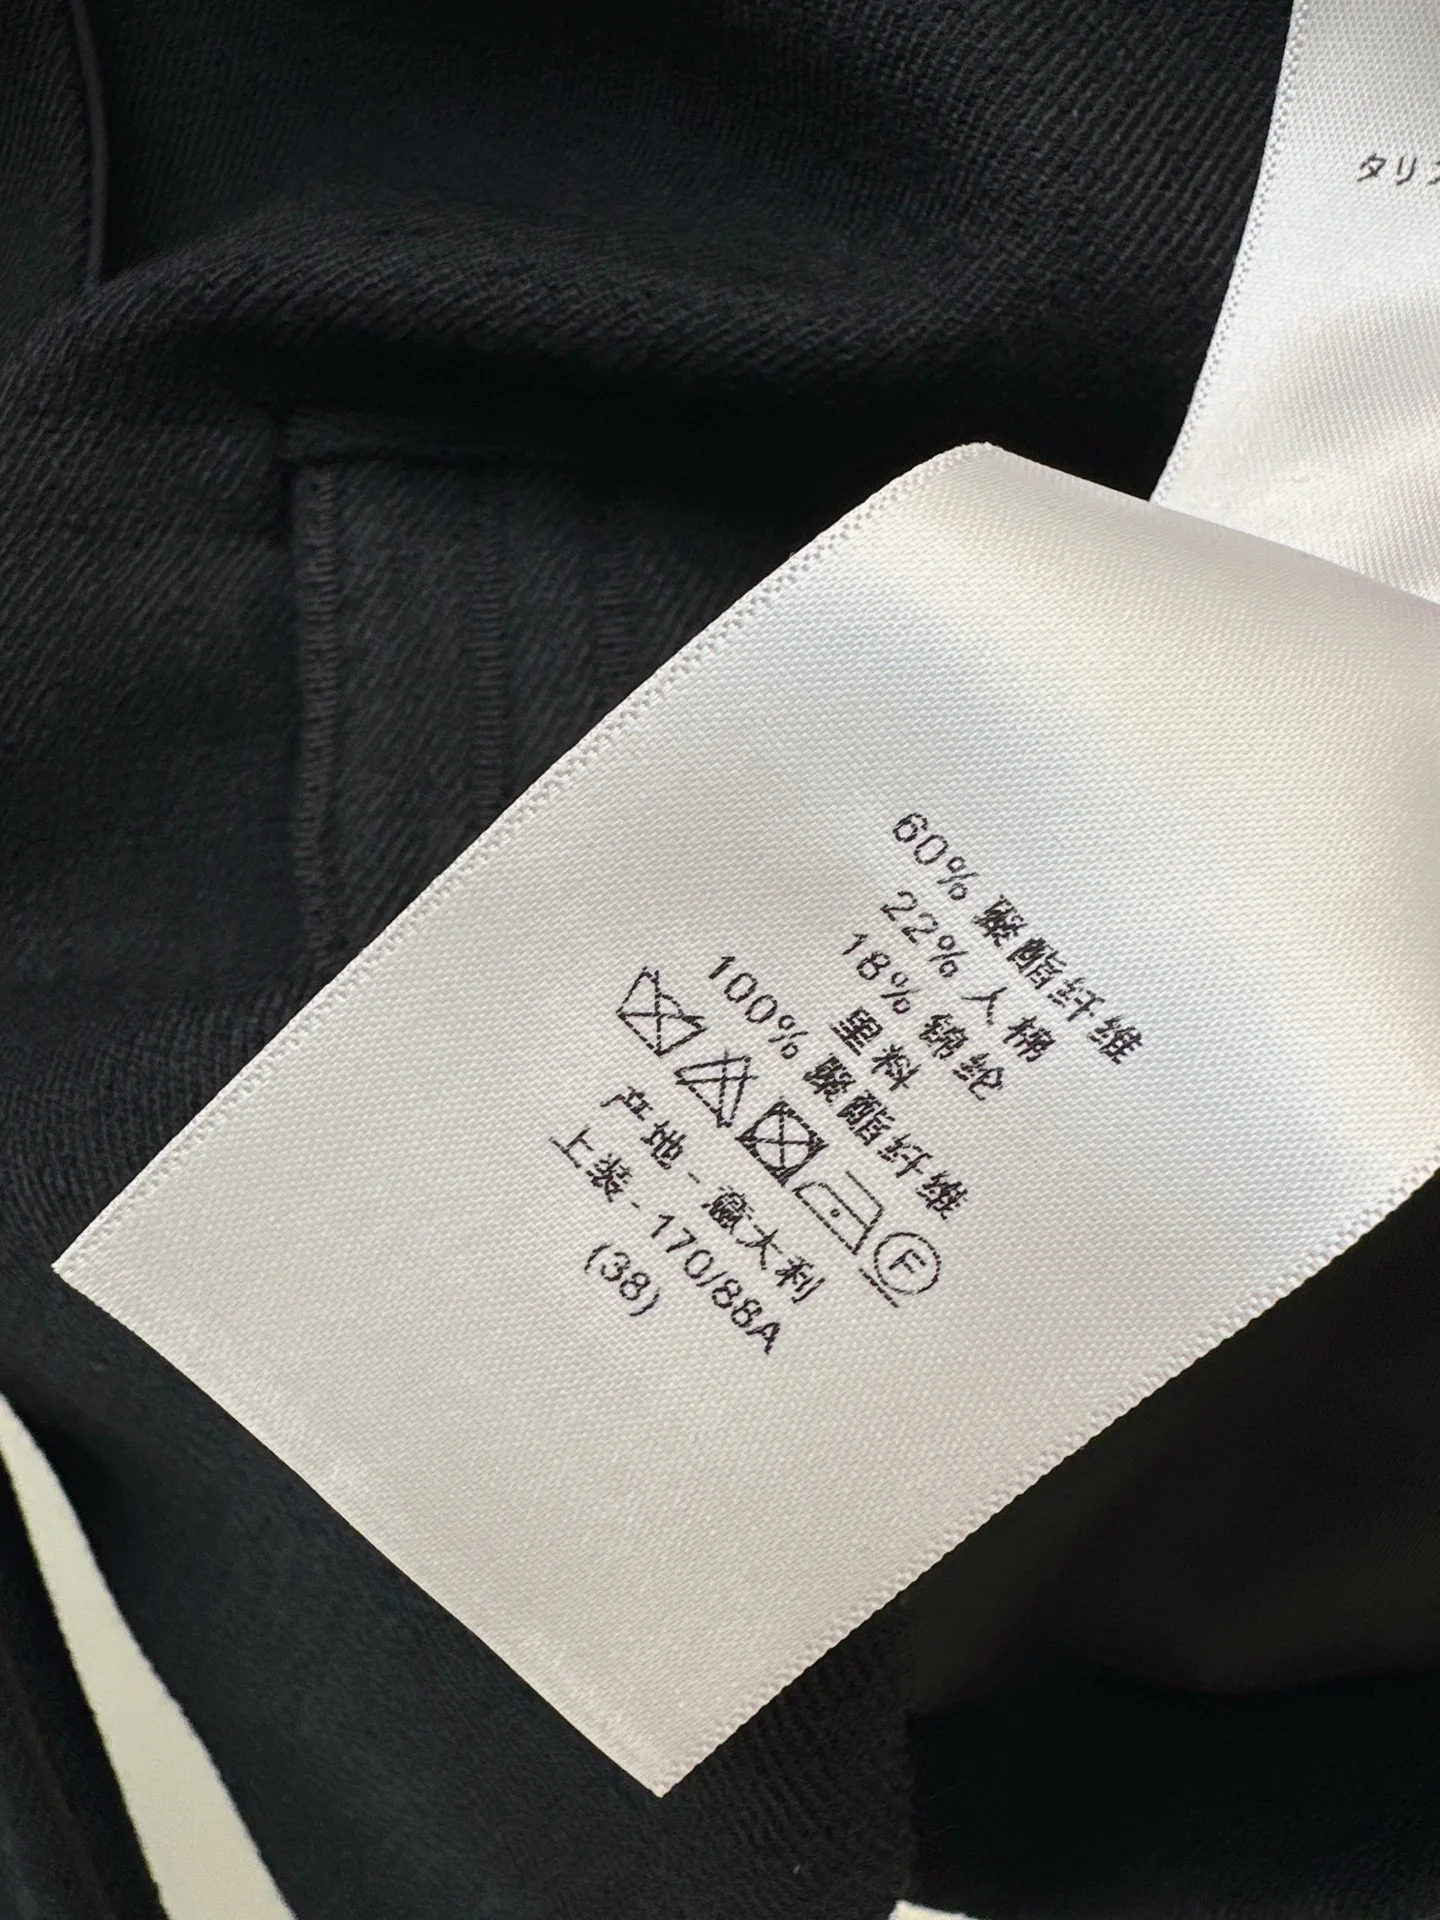 タリ
60% 聚酯纤维
22% 人棉
18% 锦纶
里料
100% 聚酯纤维
F
产地 - 意大利
上装 - 170/88A
(38)